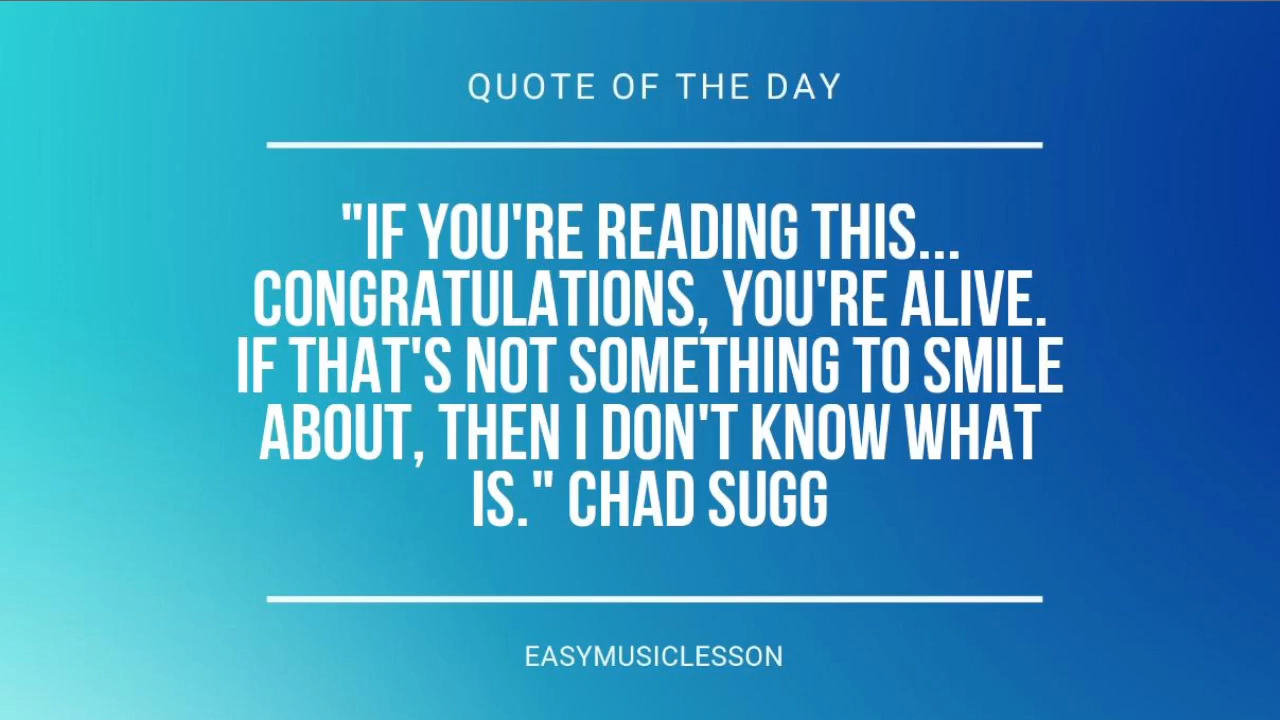 QUOTE OF THE DAY
"IF YOU'RE READING THIS...
CONGRATULATIONS, YOU'RE ALIVE.
IF THAT'S NOT SOMETHING TO SMILE
ABOUT, THEN I DON'T KNOW WHAT
IS." CHAD SUGG
EASYMUSICLESSON